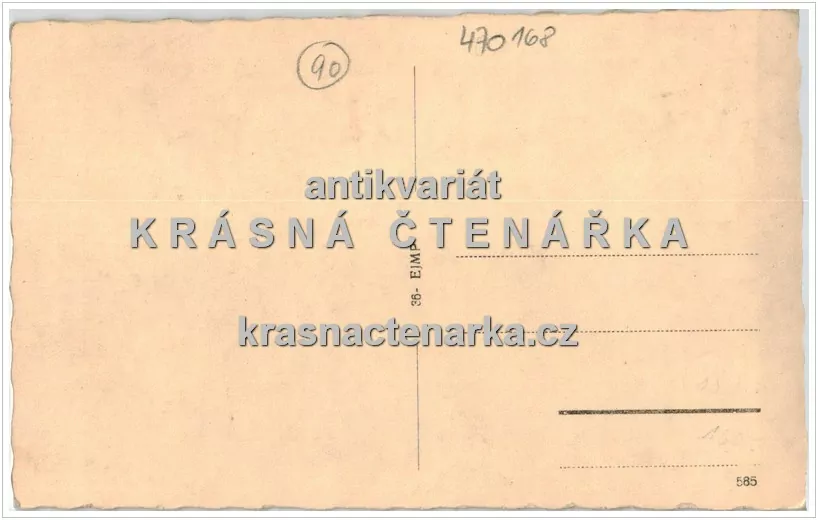 90
470168
antikvariát
KRÁSNÁ ČTENÁŘKA
36- EJMP
krasnactenarka.cz
585